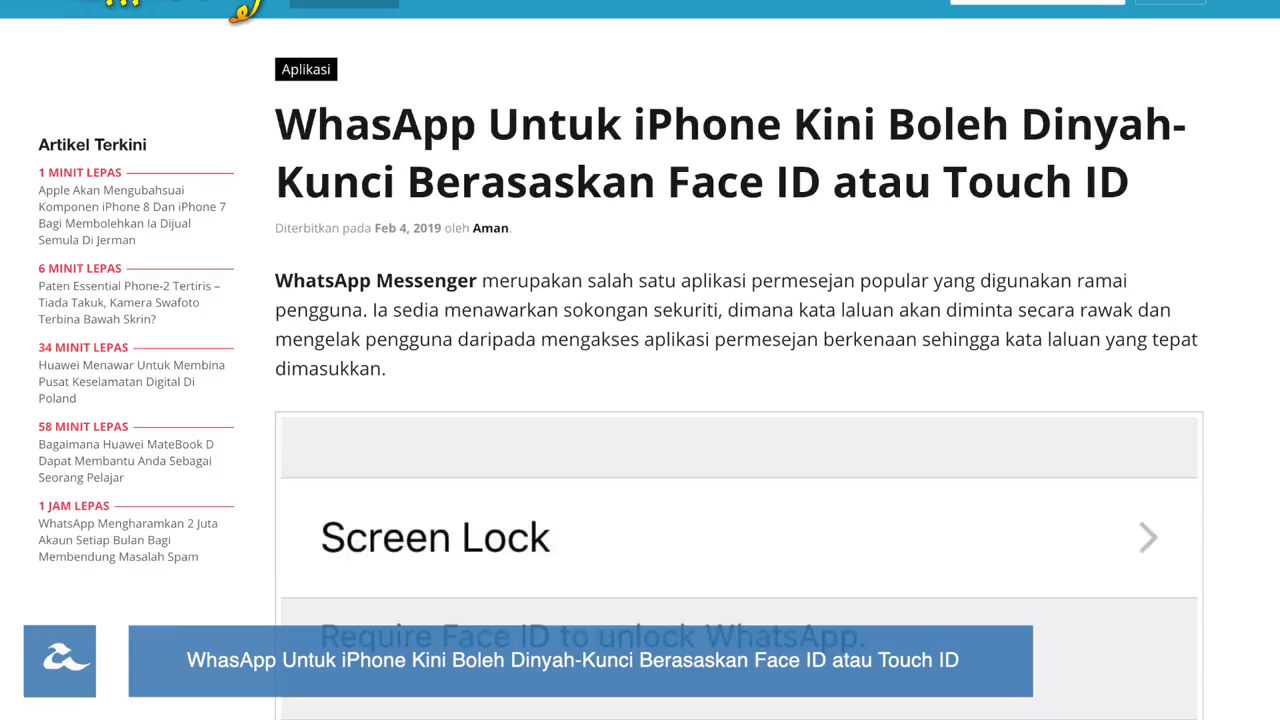 Aplikasi
WhasApp Untuk iPhone Kini Boleh Dinyah-
Kunci Berasaskan Face ID atau Touch ID
Diterbitkan pada Feb 4, 2019 oleh Aman.
Artikel Terkini
1 MINIT LEPAS
Apple Akan Mengubahsuai
Komponen iPhone 8 Dan iPhone 7
Bagi Membolehkan Ia Dijual
Semula Di Jerman
6 MINIT LEPAS
Paten Essential Phone-2 Tertiris –
Tiada Takuk, Kamera Swafoto
Terbina Bawah Skrin?
34 MINIT LEPAS
Huawei Menawar Untuk Membina
Pusat Keselamatan Digital Di
Poland
58 MINIT LEPAS
Bagaimana Huawei MateBook D
Dapat Membantu Anda Sebagai
Seorang Pelajar
1 JAM LEPAS
WhatsApp Mengharamkan 2 Juta
Akaun Setiap Bulan Bagi
Membendung Masalah Spam
WhatsApp Messenger merupakan salah satu aplikasi permesejan popular yang digunakan ramai
pengguna. Ia sedia menawarkan sokongan sekuriti, dimana kata laluan akan diminta secara rawak dan
mengelak pengguna daripada mengakses aplikasi permesejan berkenaan sehingga kata laluan yang tepat
dimasukkan.
Screen Lock
Require Face ID to unlock WhatsApp.
WhasApp Untuk iPhone Kini Boleh Dinyah-Kunci Berasaskan Face ID atau Touch ID